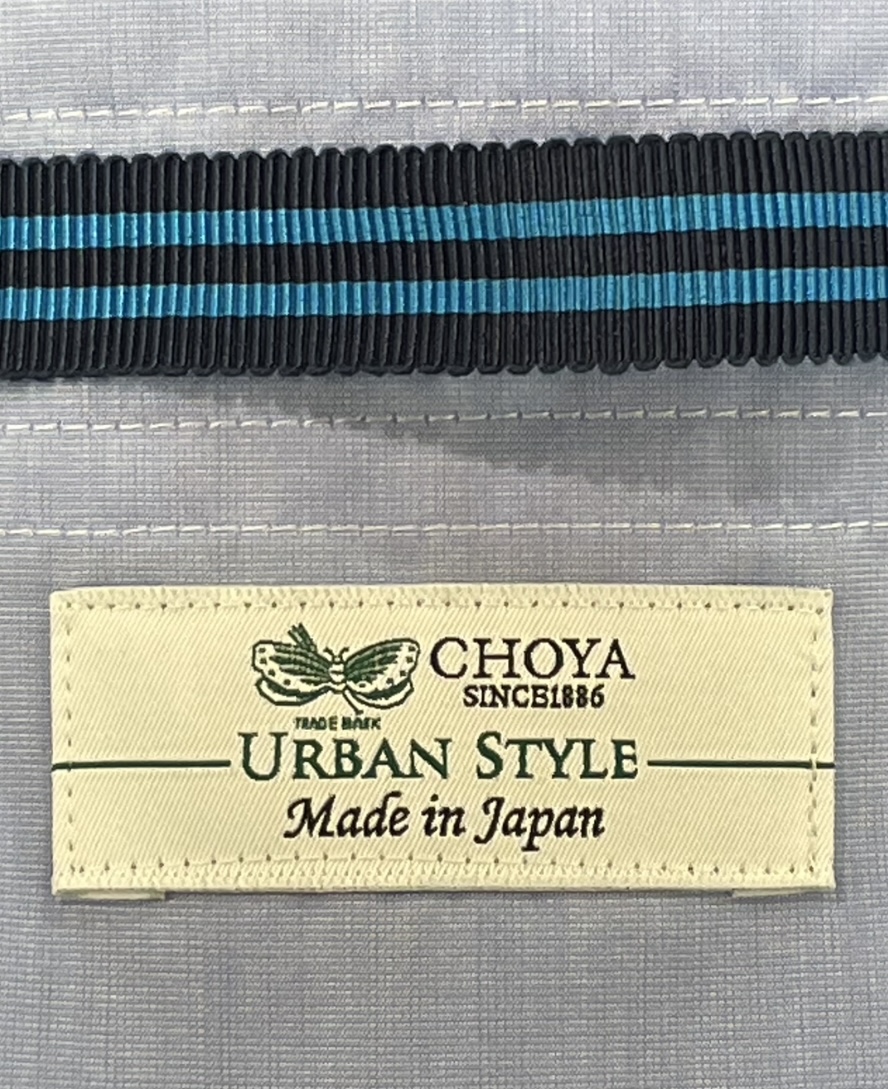 CHOYA
SINCE1886
TRADE MARK
URBAN STYLE
Made in Japan